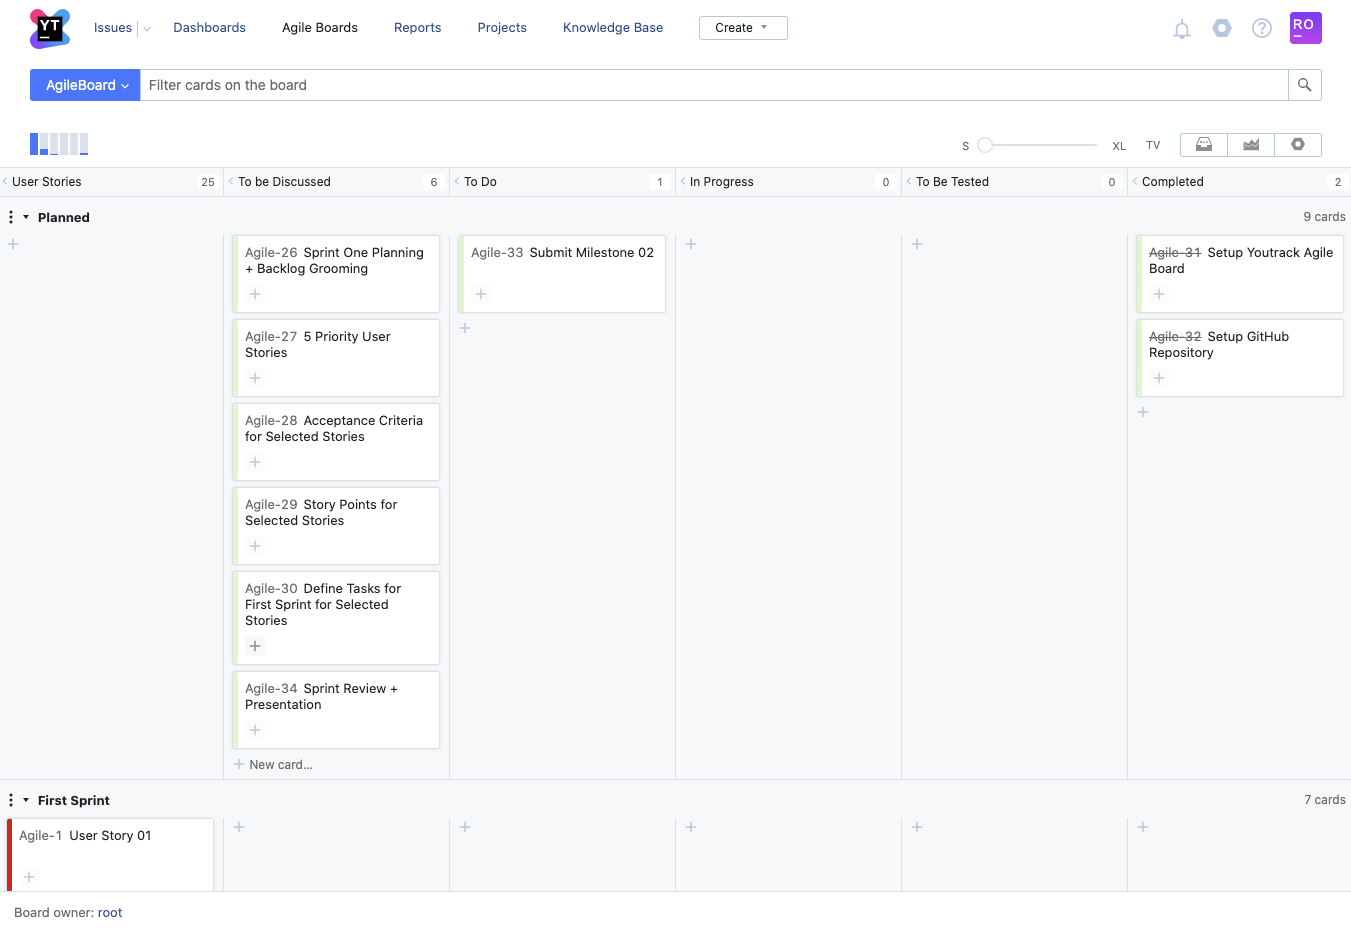 YT
Issues
Dashboards
Agile Boards
Reports
Projects
Knowledge Base
Create
RO
AgileBoard
Filter cards on the board
S
XL
TV
User Stories 25
To be Discussed 6
To Do 1
In Progress 0
To Be Tested 0
Completed 2
Planned
9 cards
Agile-26 Sprint One Planning
+ Backlog Grooming
Agile-27 5 Priority User
Stories
Agile-28 Acceptance Criteria
for Selected Stories
Agile-29 Story Points for
Selected Stories
Agile-30 Define Tasks for
First Sprint for Selected
Stories
Agile-34 Sprint Review +
Presentation
New card...
Agile-33 Submit Milestone 02
Agile-31 Setup Youtrack Agile
Board
Agile-32 Setup GitHub
Repository
First Sprint
7 cards
Agile-1 User Story 01
Board owner: root